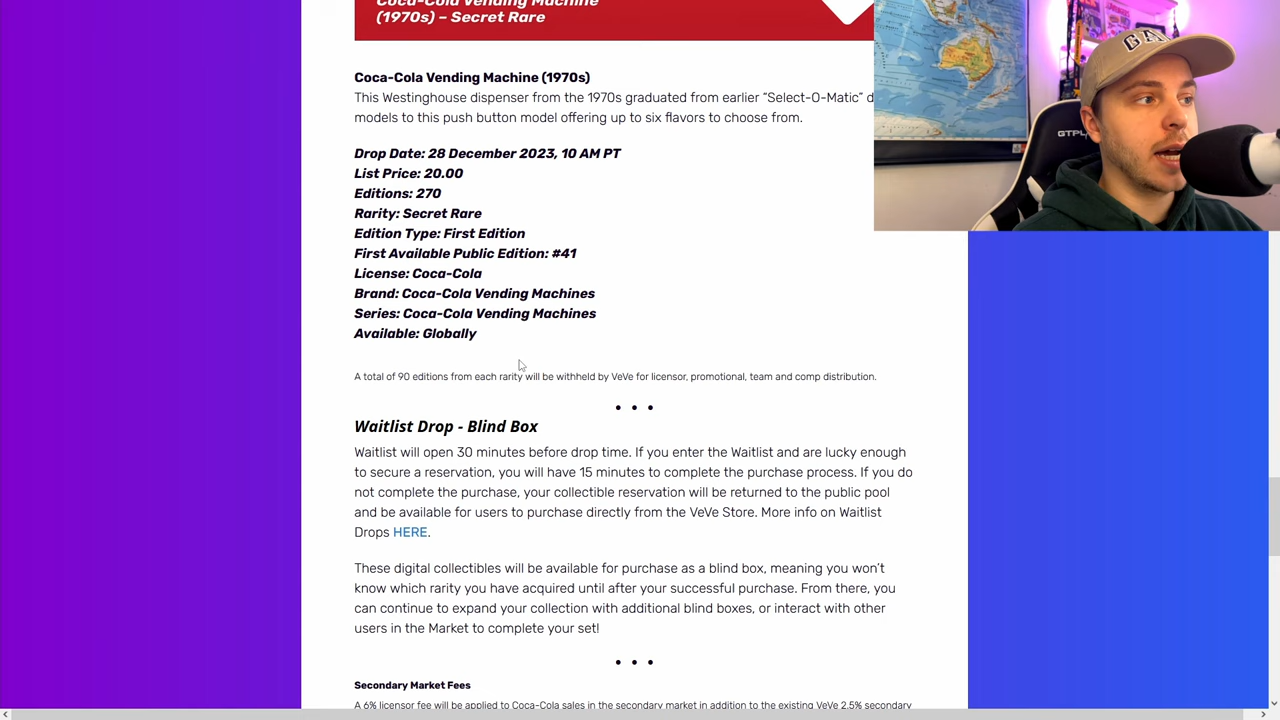 Coca-Cola Vending Machine
(1970s) – Secret Rare
Coca-Cola Vending Machine (1970s)
This Westinghouse dispenser from the 1970s graduated from earlier “Select-O-Matic”
models to this push button model offering up to six flavors to choose from.
Drop Date: 28 December 2023, 10 AM PT
List Price: 20.00
Editions: 270
Rarity: Secret Rare
Edition Type: First Edition
First Available Public Edition: #41
License: Coca-Cola
Brand: Coca-Cola Vending Machines
Series: Coca-Cola Vending Machines
Available: Globally
A total of 90 editions from each rarity will be withheld by VeVe for licensor, promotional, team and comp distribution.
• • •
Waitlist Drop - Blind Box
Waitlist will open 30 minutes before drop time. If you enter the Waitlist and are lucky enough
to secure a reservation, you will have 15 minutes to complete the purchase process. If you do
not complete the purchase, your collectible reservation will be returned to the public pool
and be available for users to purchase directly from the VeVe Store. More info on Waitlist
Drops HERE.
These digital collectibles will be available for purchase as a blind box, meaning you won’t
know which rarity you have acquired until after your successful purchase. From there, you
can continue to expand your collection with additional blind boxes, or interact with other
users in the Market to complete your set!
• • •
Secondary Market Fees
A 6% licensor fee will be applied to Coca-Cola sales in the secondary market in addition to the existing VeVe 2.5% secondary